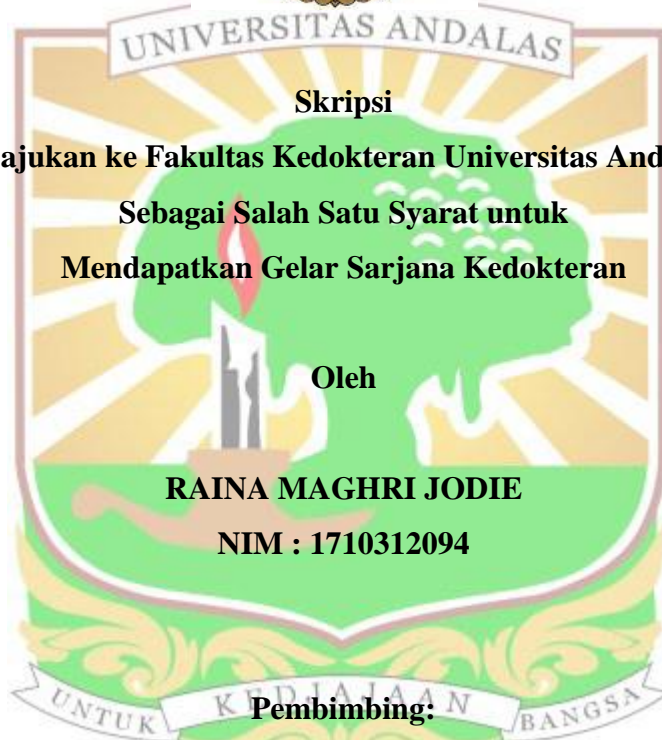 UNIVERSITAS ANDALAS
Skripsi
ajukan ke Fakultas Kedokteran Universitas And
Sebagai Salah Satu Syarat untuk
Mendapatkan Gelar Sarjana Kedokteran
Oleh
RAINA MAGHRI JODIE
NIM : 1710312094
UNTUK KEDJAJAAN BANGSA
Pembimbing: